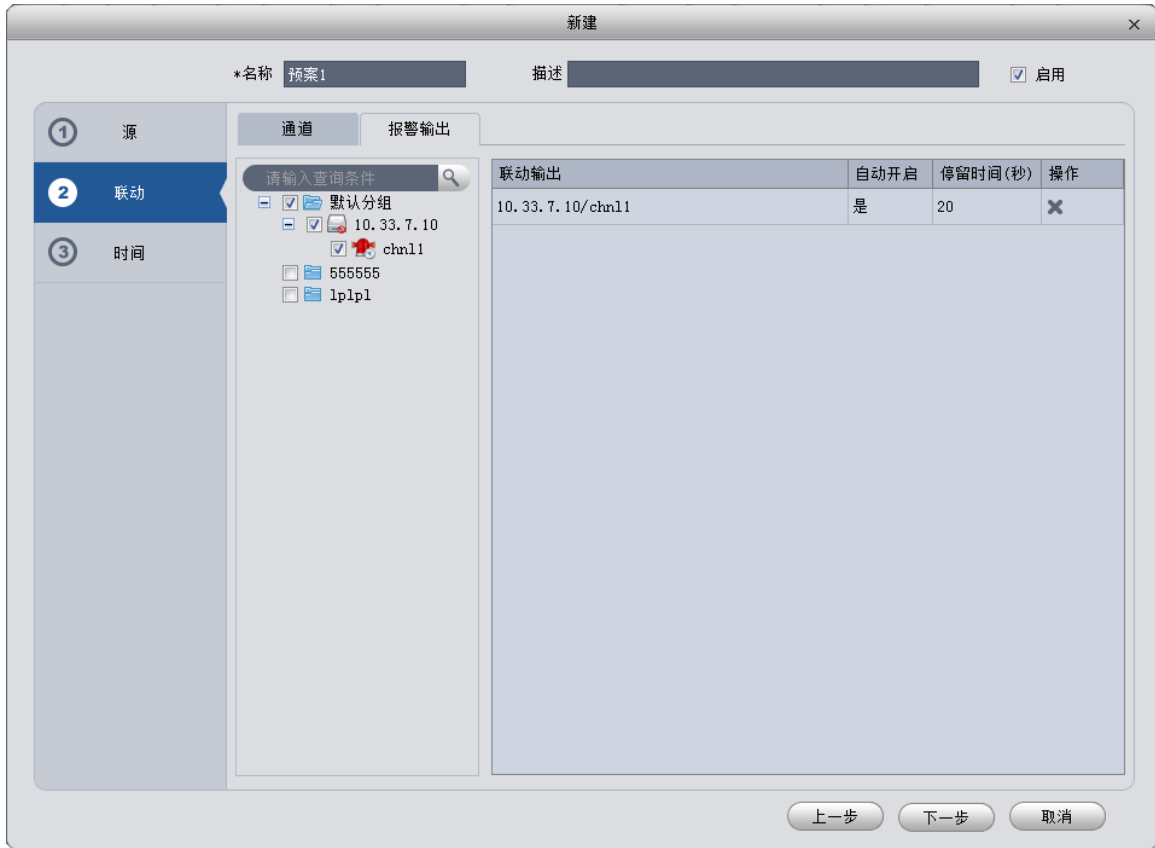 新建
*名称 预案1 描述 启用
1 源
2 联动
3 时间
通道 报警输出
请输入查询条件
默认分组
10.33.7.10
chnl1
555555
lplpl
联动输出 自动开启 停留时间(秒) 操作
10.33.7.10/chnl1 是 20
上一步 下一步 取消